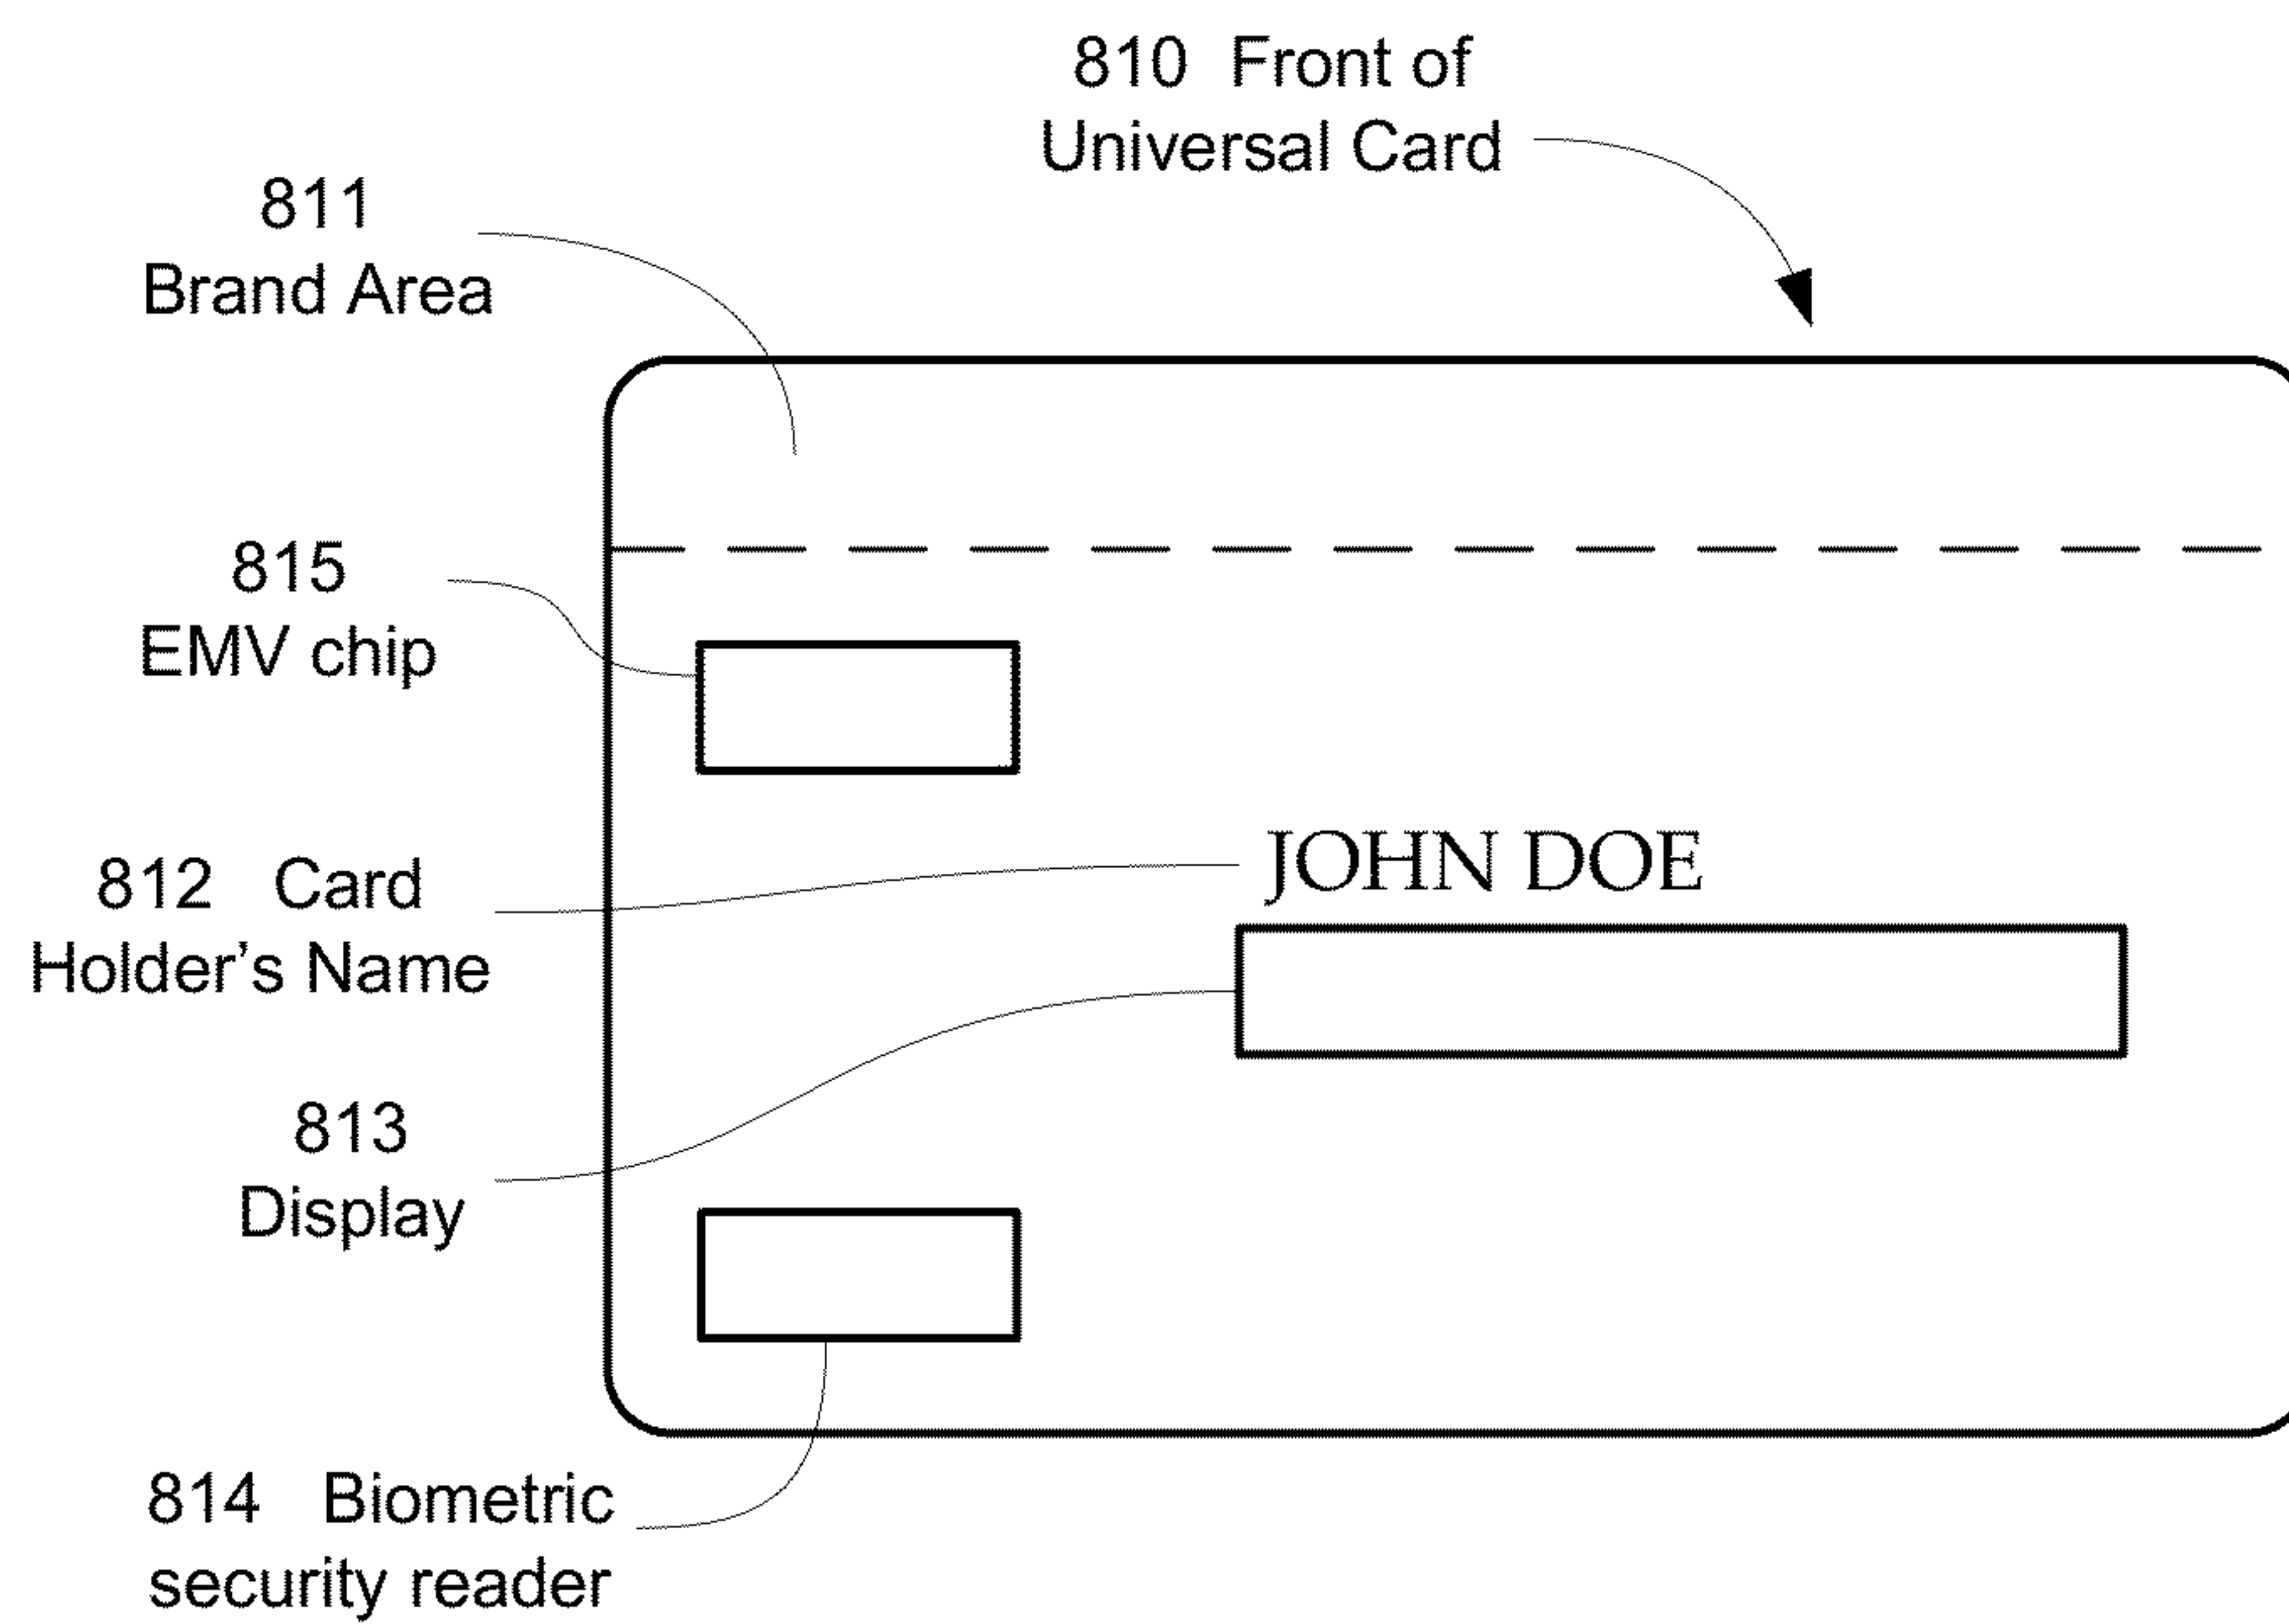 810 Front of
Universal Card
811
Brand Area
815
EMV chip
JOHN DOE
812 Card
Holder’s Name
813
Display
814 Biometric
security reader